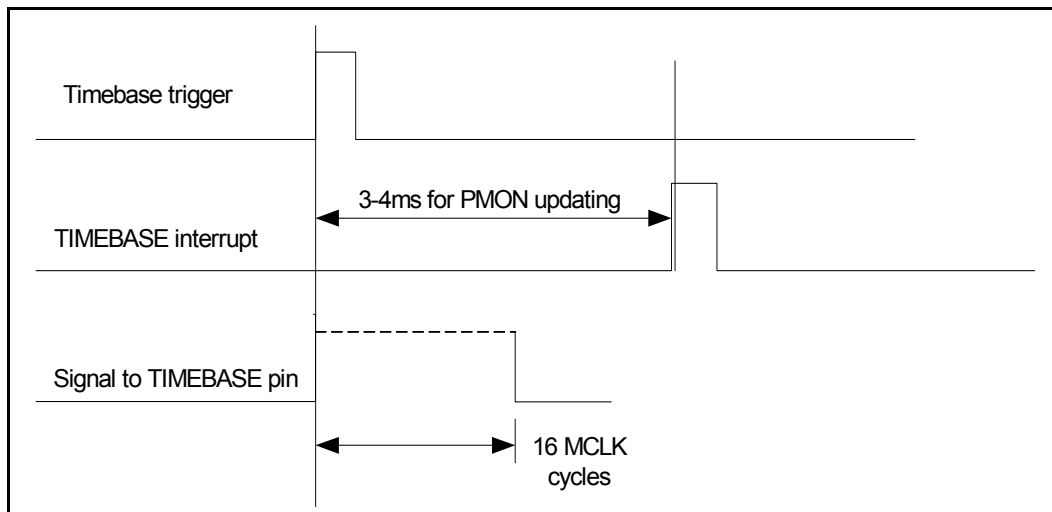 Timebase trigger
3-4ms for PMON updating
TIMEBASE interrupt
Signal to TIMEBASE pin
16 MCLK
cycles